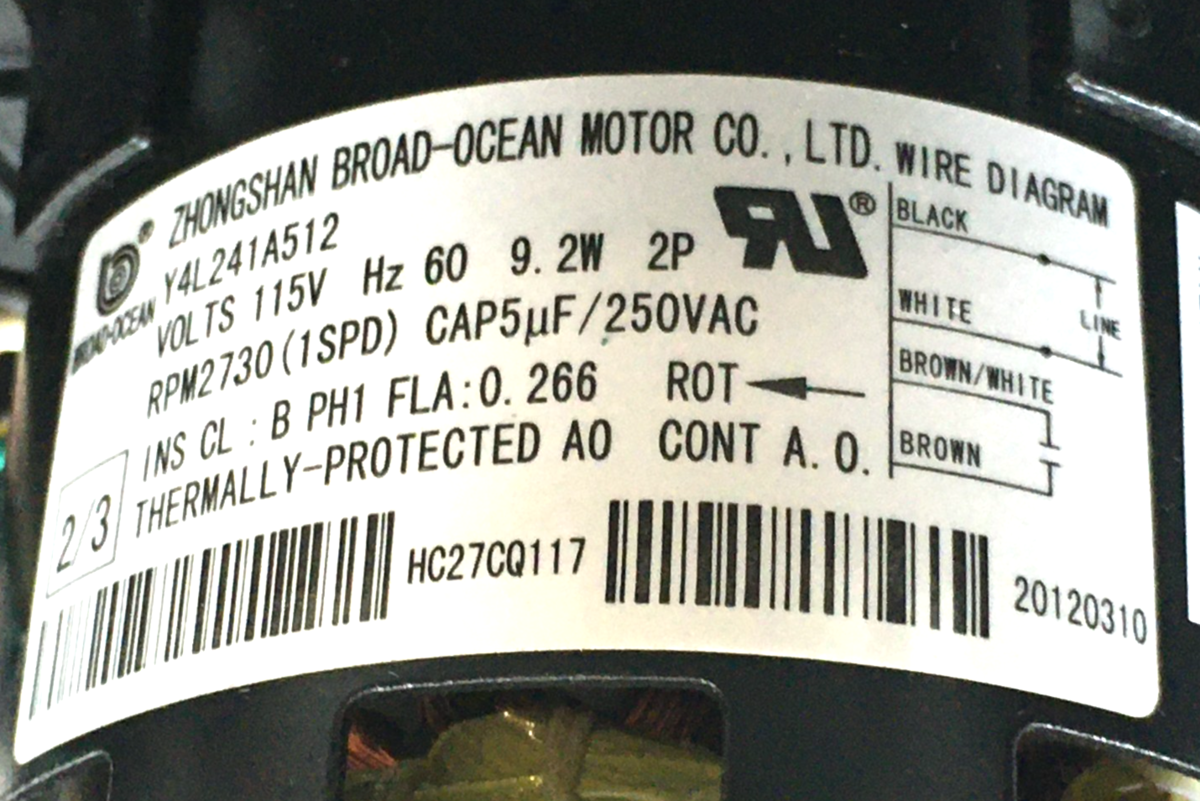 ZHONGSHAN BROAD-OCEAN MOTOR CO., LTD.
BROAD-OCEAN
®
Y4L241A512
VOLTS 115V Hz 60 9.2W 2P
RPM2730(1SPD) CAP5μF/250VAC
INS CL : B PH1 FLA:0.266 ROT
THERMALLY-PROTECTED AO CONT A.O.
2/3
RU®
WIRE DIAGRAM
BLACK
WHITE
LINE
BROWN/WHITE
BROWN
HC27CQ117
20120310